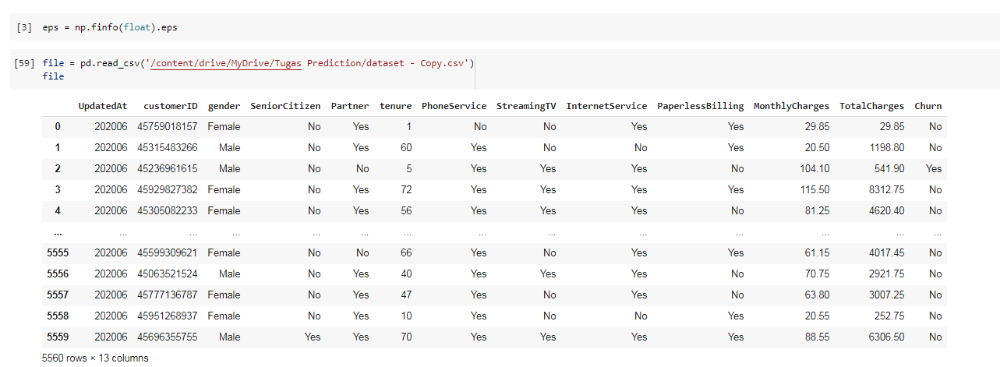 [3] eps = np.finfo(float).eps
[59] file = pd.read_csv('/content/drive/MyDrive/Tugas Prediction/dataset - Copy.csv')
file
UpdatedAt customerID gender SeniorCitizen Partner tenure PhoneService StreamingTV InternetService PaperlessBilling MonthlyCharges TotalCharges Churn
0 202006 45759018157 Female No Yes 1 No No Yes Yes 29.85 29.85 No
1 202006 45315483266 Male No Yes 60 Yes No No Yes 20.50 1198.80 No
2 202006 45236961615 Male No No 5 Yes Yes Yes No 104.10 541.90 Yes
3 202006 45929827382 Female No Yes 72 Yes Yes Yes Yes 115.50 8312.75 No
4 202006 45305082233 Female No Yes 56 Yes Yes Yes No 81.25 4620.40 No
... ... ... ... ... ... ... ... ... ... ... ... ... ...
5555 202006 45599309621 Female No No 66 Yes No Yes Yes 61.15 4017.45 No
5556 202006 45063521524 Male No Yes 40 Yes Yes Yes No 70.75 2921.75 No
5557 202006 45777136787 Female No Yes 47 Yes No Yes No 63.80 3007.25 No
5558 202006 45951268937 Female No Yes 10 Yes No No Yes 20.55 252.75 No
5559 202006 45696355755 Male Yes Yes 70 Yes Yes Yes Yes 88.55 6306.50 No
5560 rows × 13 columns